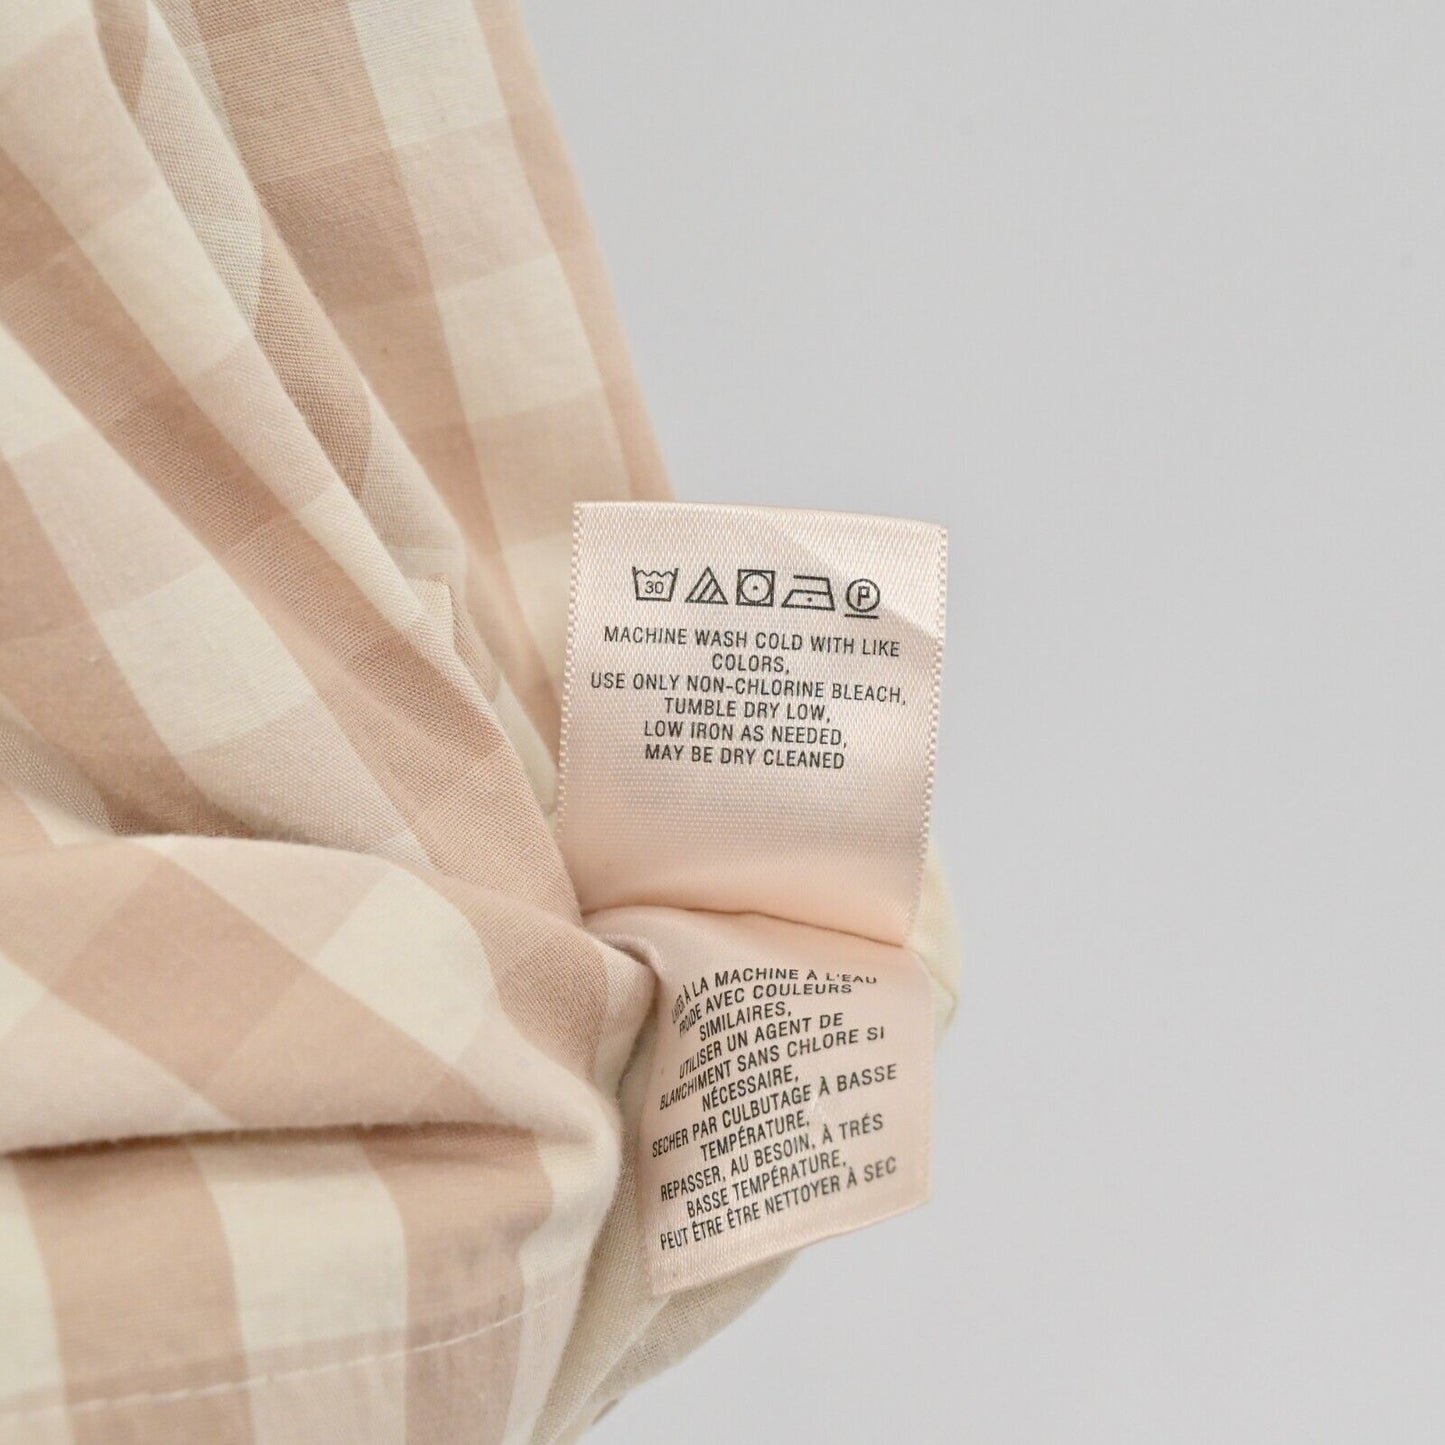 30 P
MACHINE WASH COLD WITH LIKE
COLORS,
USE ONLY NON-CHLORINE BLEACH,
TUMBLE DRY LOW,
LOW IRON AS NEEDED,
MAY BE DRY CLEANED
LAVER À LA MACHINE À L'EAU
FROIDE AVEC COULEURS
SIMILAIRES,
UTILISER UN AGENT DE
BLANCHIMENT SANS CHLORE SI
NÉCESSAIRE,
SECHER PAR CULBUTAGE À BASSE
TEMPÉRATURE,
REPASSER, AU BESOIN, À TRÉS
BASSE TEMPÉRATURE,
PEUT ÊTRE ÊTRE NETTOYER À SEC